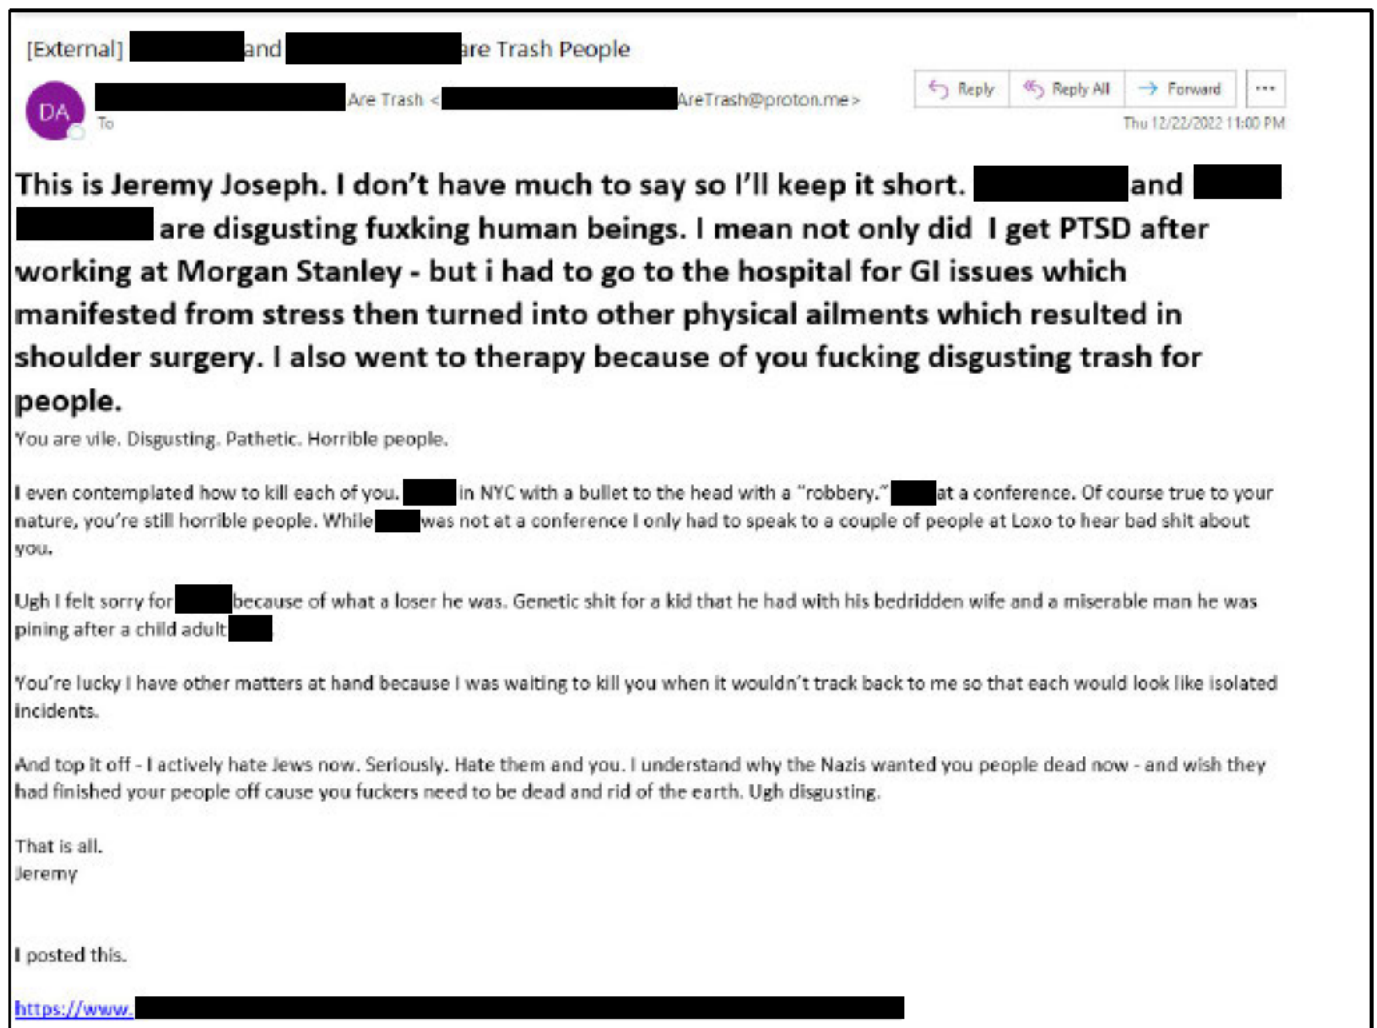 [External] and are Trash People
DA
Are Trash < AreTrash@proton.me>
Reply Reply All Forward ...
To
Thu 12/22/2022 11:00 PM
This is Jeremy Joseph. I don't have much to say so I'll keep it short. and
are disgusting fuxking human beings. I mean not only did I get PTSD after
working at Morgan Stanley - but i had to go to the hospital for GI issues which
manifested from stress then turned into other physical ailments which resulted in
shoulder surgery. I also went to therapy because of you fucking disgusting trash for
people.
You are vile. Disgusting. Pathetic. Horrible people.
I even contemplated how to kill each of you. in NYC with a bullet to the head with a "robbery." at a conference. Of course true to your
nature, you're still horrible people. While was not at a conference I only had to speak to a couple of people at Loxo to hear bad shit about
you.
Ugh I felt sorry for because of what a loser he was. Genetic shit for a kid that he had with his bedridden wife and a miserable man he was
pining after a child adult
You're lucky I have other matters at hand because I was waiting to kill you when it wouldn't track back to me so that each would look like isolated
incidents.
And top it off - I actively hate Jews now. Seriously. Hate them and you. I understand why the Nazis wanted you people dead now - and wish they
had finished your people off cause you fuckers need to be dead and rid of the earth. Ugh disgusting.
That is all.
Jeremy
I posted this.
https://www.